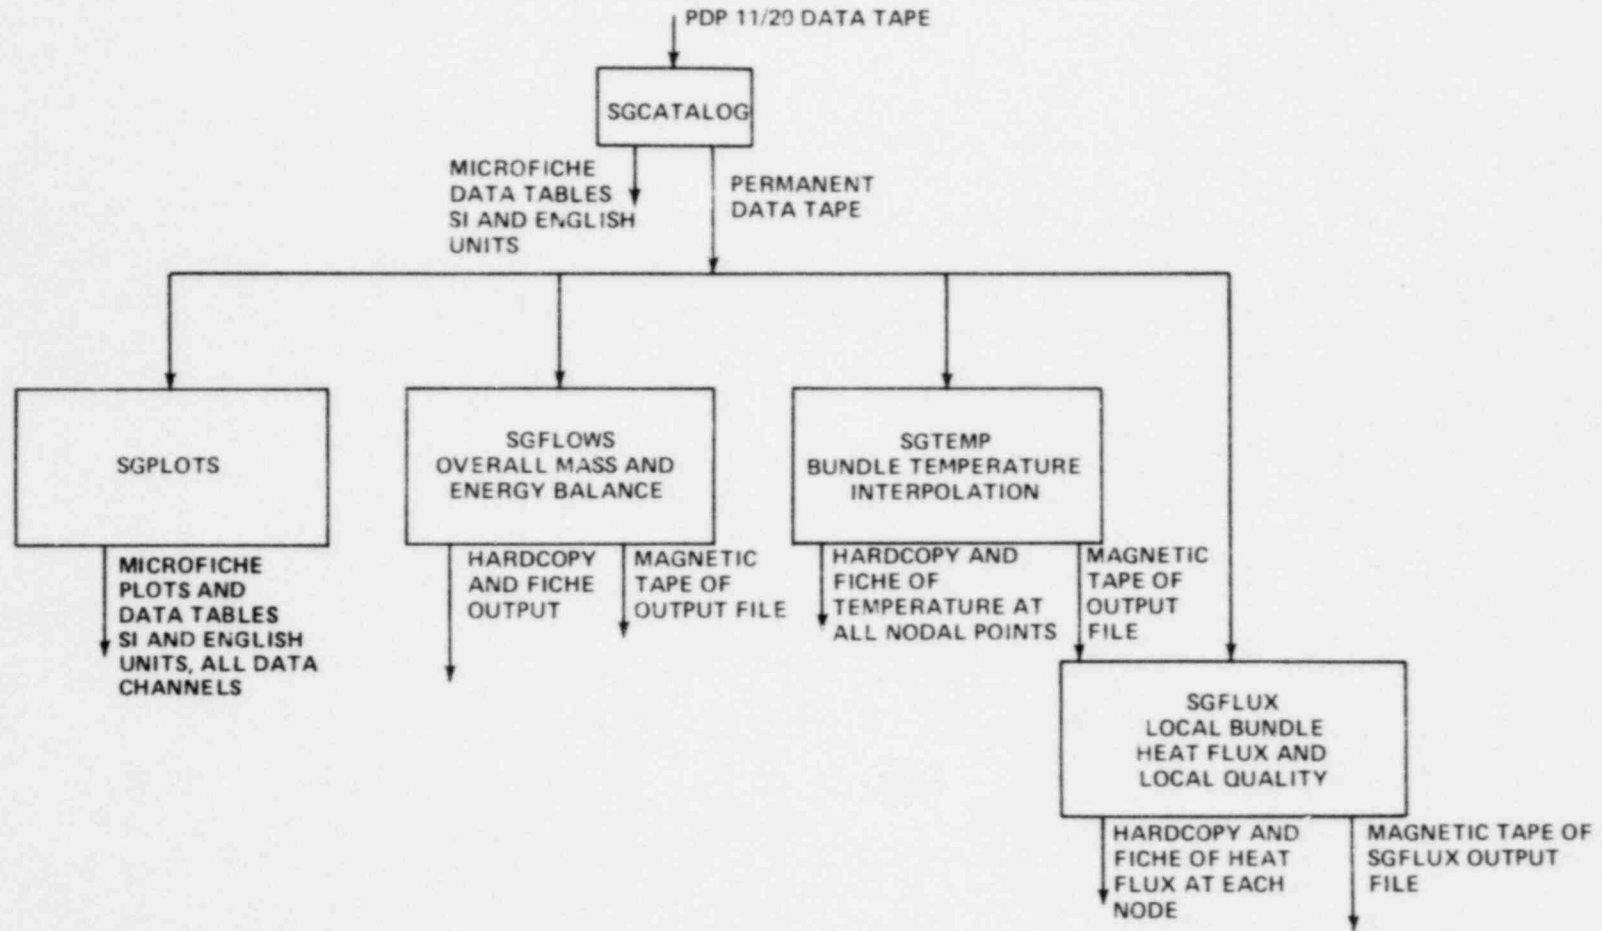 PDP 11/20 DATA TAPE
SGCATALOG
MICROFICHE
DATA TABLES
SI AND ENGLISH
UNITS
PERMANENT
DATA TAPE
SGPLOTS
SGFLOWS
OVERALL MASS AND
ENERGY BALANCE
SGTEMP
BUNDLE TEMPERATURE
INTERPOLATION
MICROFICHE
PLOTS AND
DATA TABLES
SI AND ENGLISH
UNITS, ALL DATA
CHANNELS
HARDCOPY
AND FICHE
OUTPUT
MAGNETIC
TAPE OF
OUTPUT FILE
HARDCOPY AND
FICHE OF
TEMPERATURE AT
ALL NODAL POINTS
MAGNETIC
TAPE OF
OUTPUT
FILE
SGFLUX
LOCAL BUNDLE
HEAT FLUX AND
LOCAL QUALITY
HARDCOPY AND
FICHE OF HEAT
FLUX AT EACH
NODE
MAGNETIC TAPE OF
SGFLUX OUTPUT
FILE